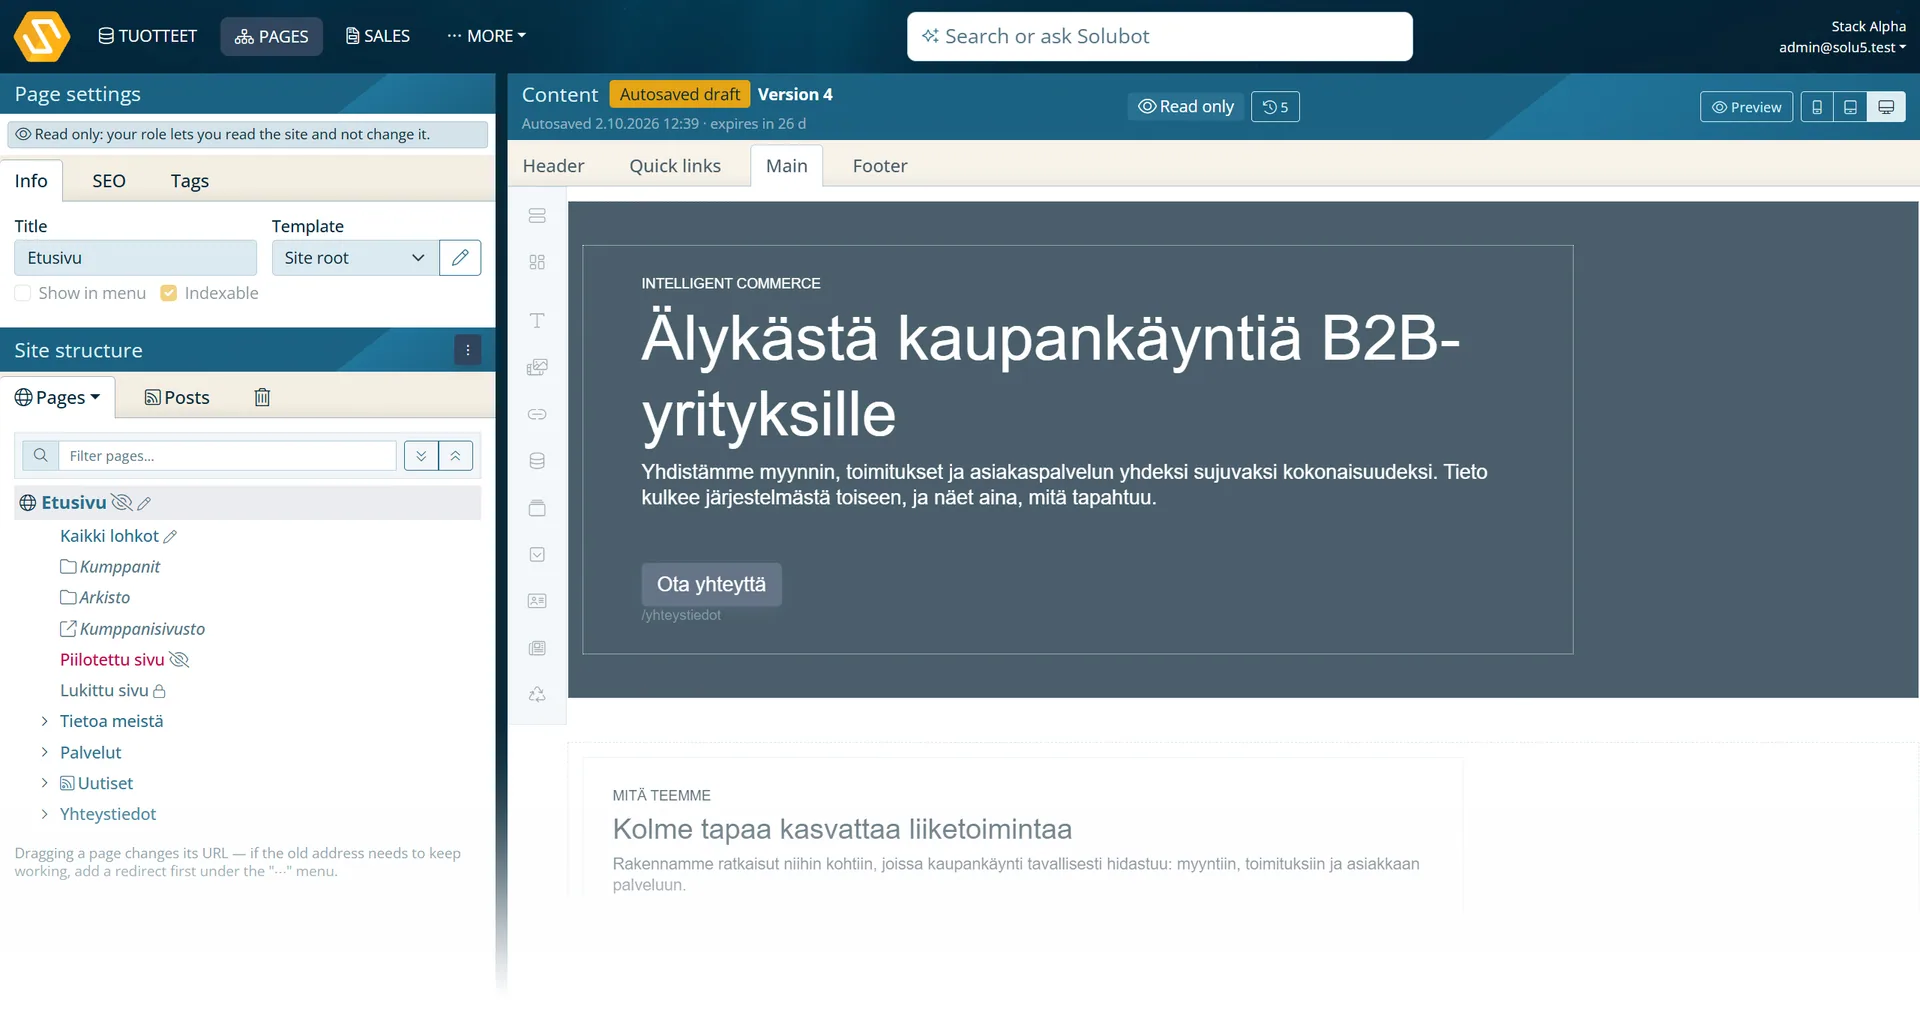 TUOTTEET
PAGES
SALES
MORE
Search or ask Solubot
Stack Alpha
admin@solu5.test
Page settings
Read only: your role lets you read the site and not change it.
Info
SEO
Tags
Title
Template
Etusivu
Site root
Show in menu
Indexable
Site structure
Pages
Posts
Filter pages...
Etusivu
Kaikki lohkot
Kumppanit
Arkisto
Kumppanisivusto
Piilotettu sivu
Lukittu sivu
Tietoa meistä
Palvelut
Uutiset
Yhteystiedot
Dragging a page changes its URL — if the old address needs to keep
working, add a redirect first under the "···" menu.
Content
Autosaved draft
Version 4
Autosaved 2.10.2026 12:39 · expires in 26 d
Read only
5
Preview
Header
Quick links
Main
Footer
INTELLIGENT COMMERCE
Älykästä kaupankäyntiä B2B-
yrityksille
Yhdistämme myynnin, toimitukset ja asiakaspalvelun yhdeksi sujuvaksi kokonaisuudeksi. Tieto
kulkee järjestelmästä toiseen, ja näet aina, mitä tapahtuu.
Ota yhteyttä
/yhteystiedot
MITÄ TEEMME
Kolme tapaa kasvattaa liiketoimintaa
Rakennamme ratkaisut niihin kohtiin, joissa kaupankäynti tavallisesti hidastuu: myyntiin, toimituksiin ja asiakkaan
palveluun.